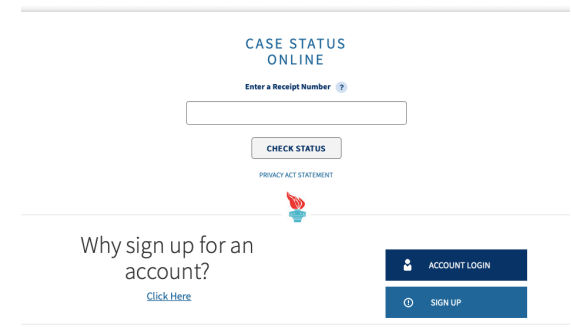 CASE STATUS
ONLINE
Enter a Receipt Number ?
CHECK STATUS
PRIVACY ACT STATEMENT
Why sign up for an
account?
Click Here
ACCOUNT LOGIN
SIGN UP